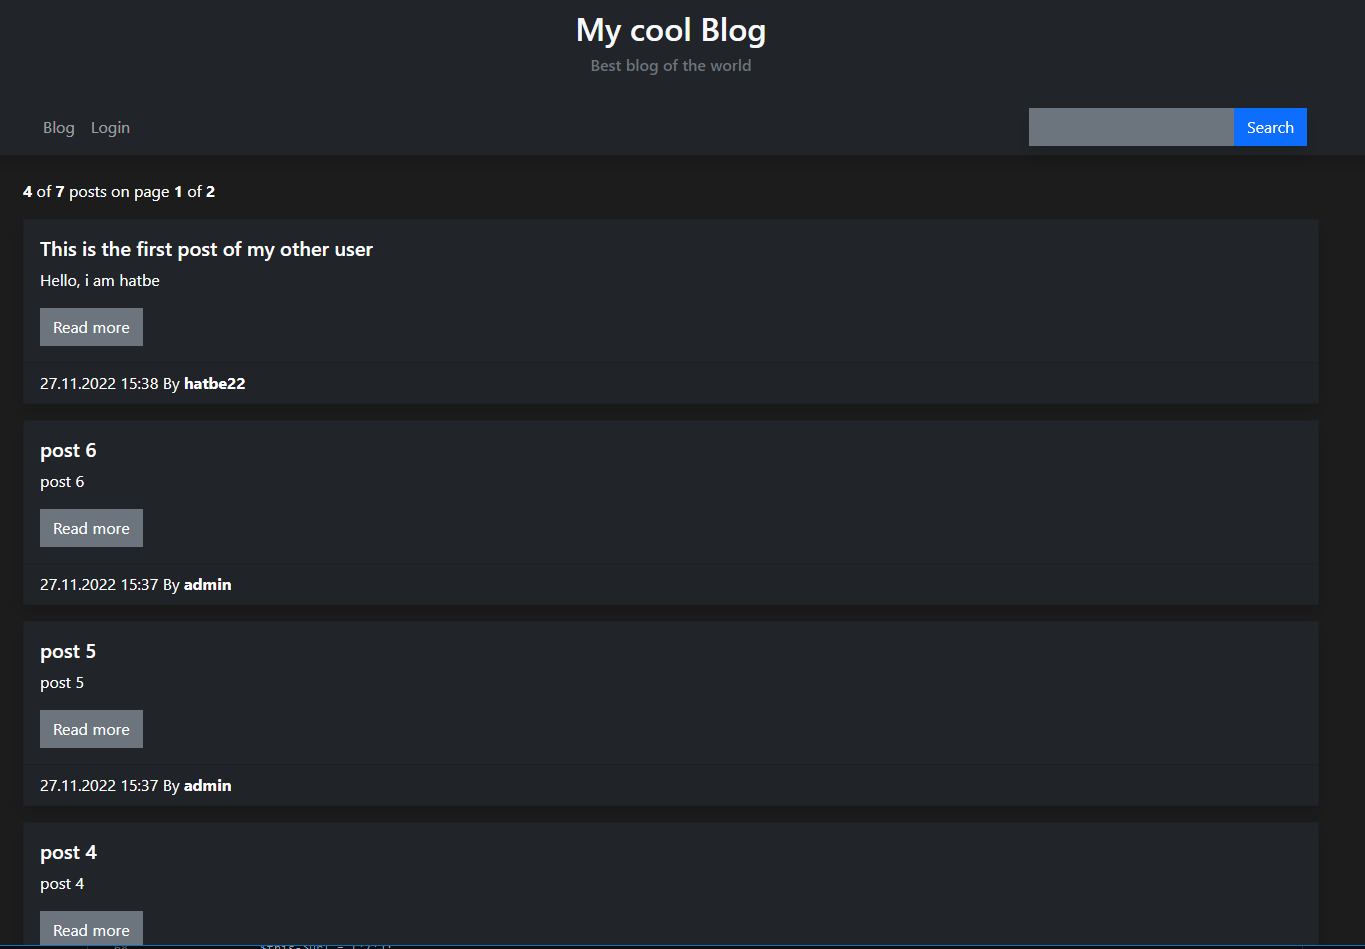 My cool Blog
Best blog of the world
Blog Login Search
4 of 7 posts on page 1 of 2
This is the first post of my other user
Hello, i am hatbe
Read more
27.11.2022 15:38 By hatbe22
post 6
post 6
Read more
27.11.2022 15:37 By admin
post 5
post 5
Read more
27.11.2022 15:37 By admin
post 4
post 4
Read more